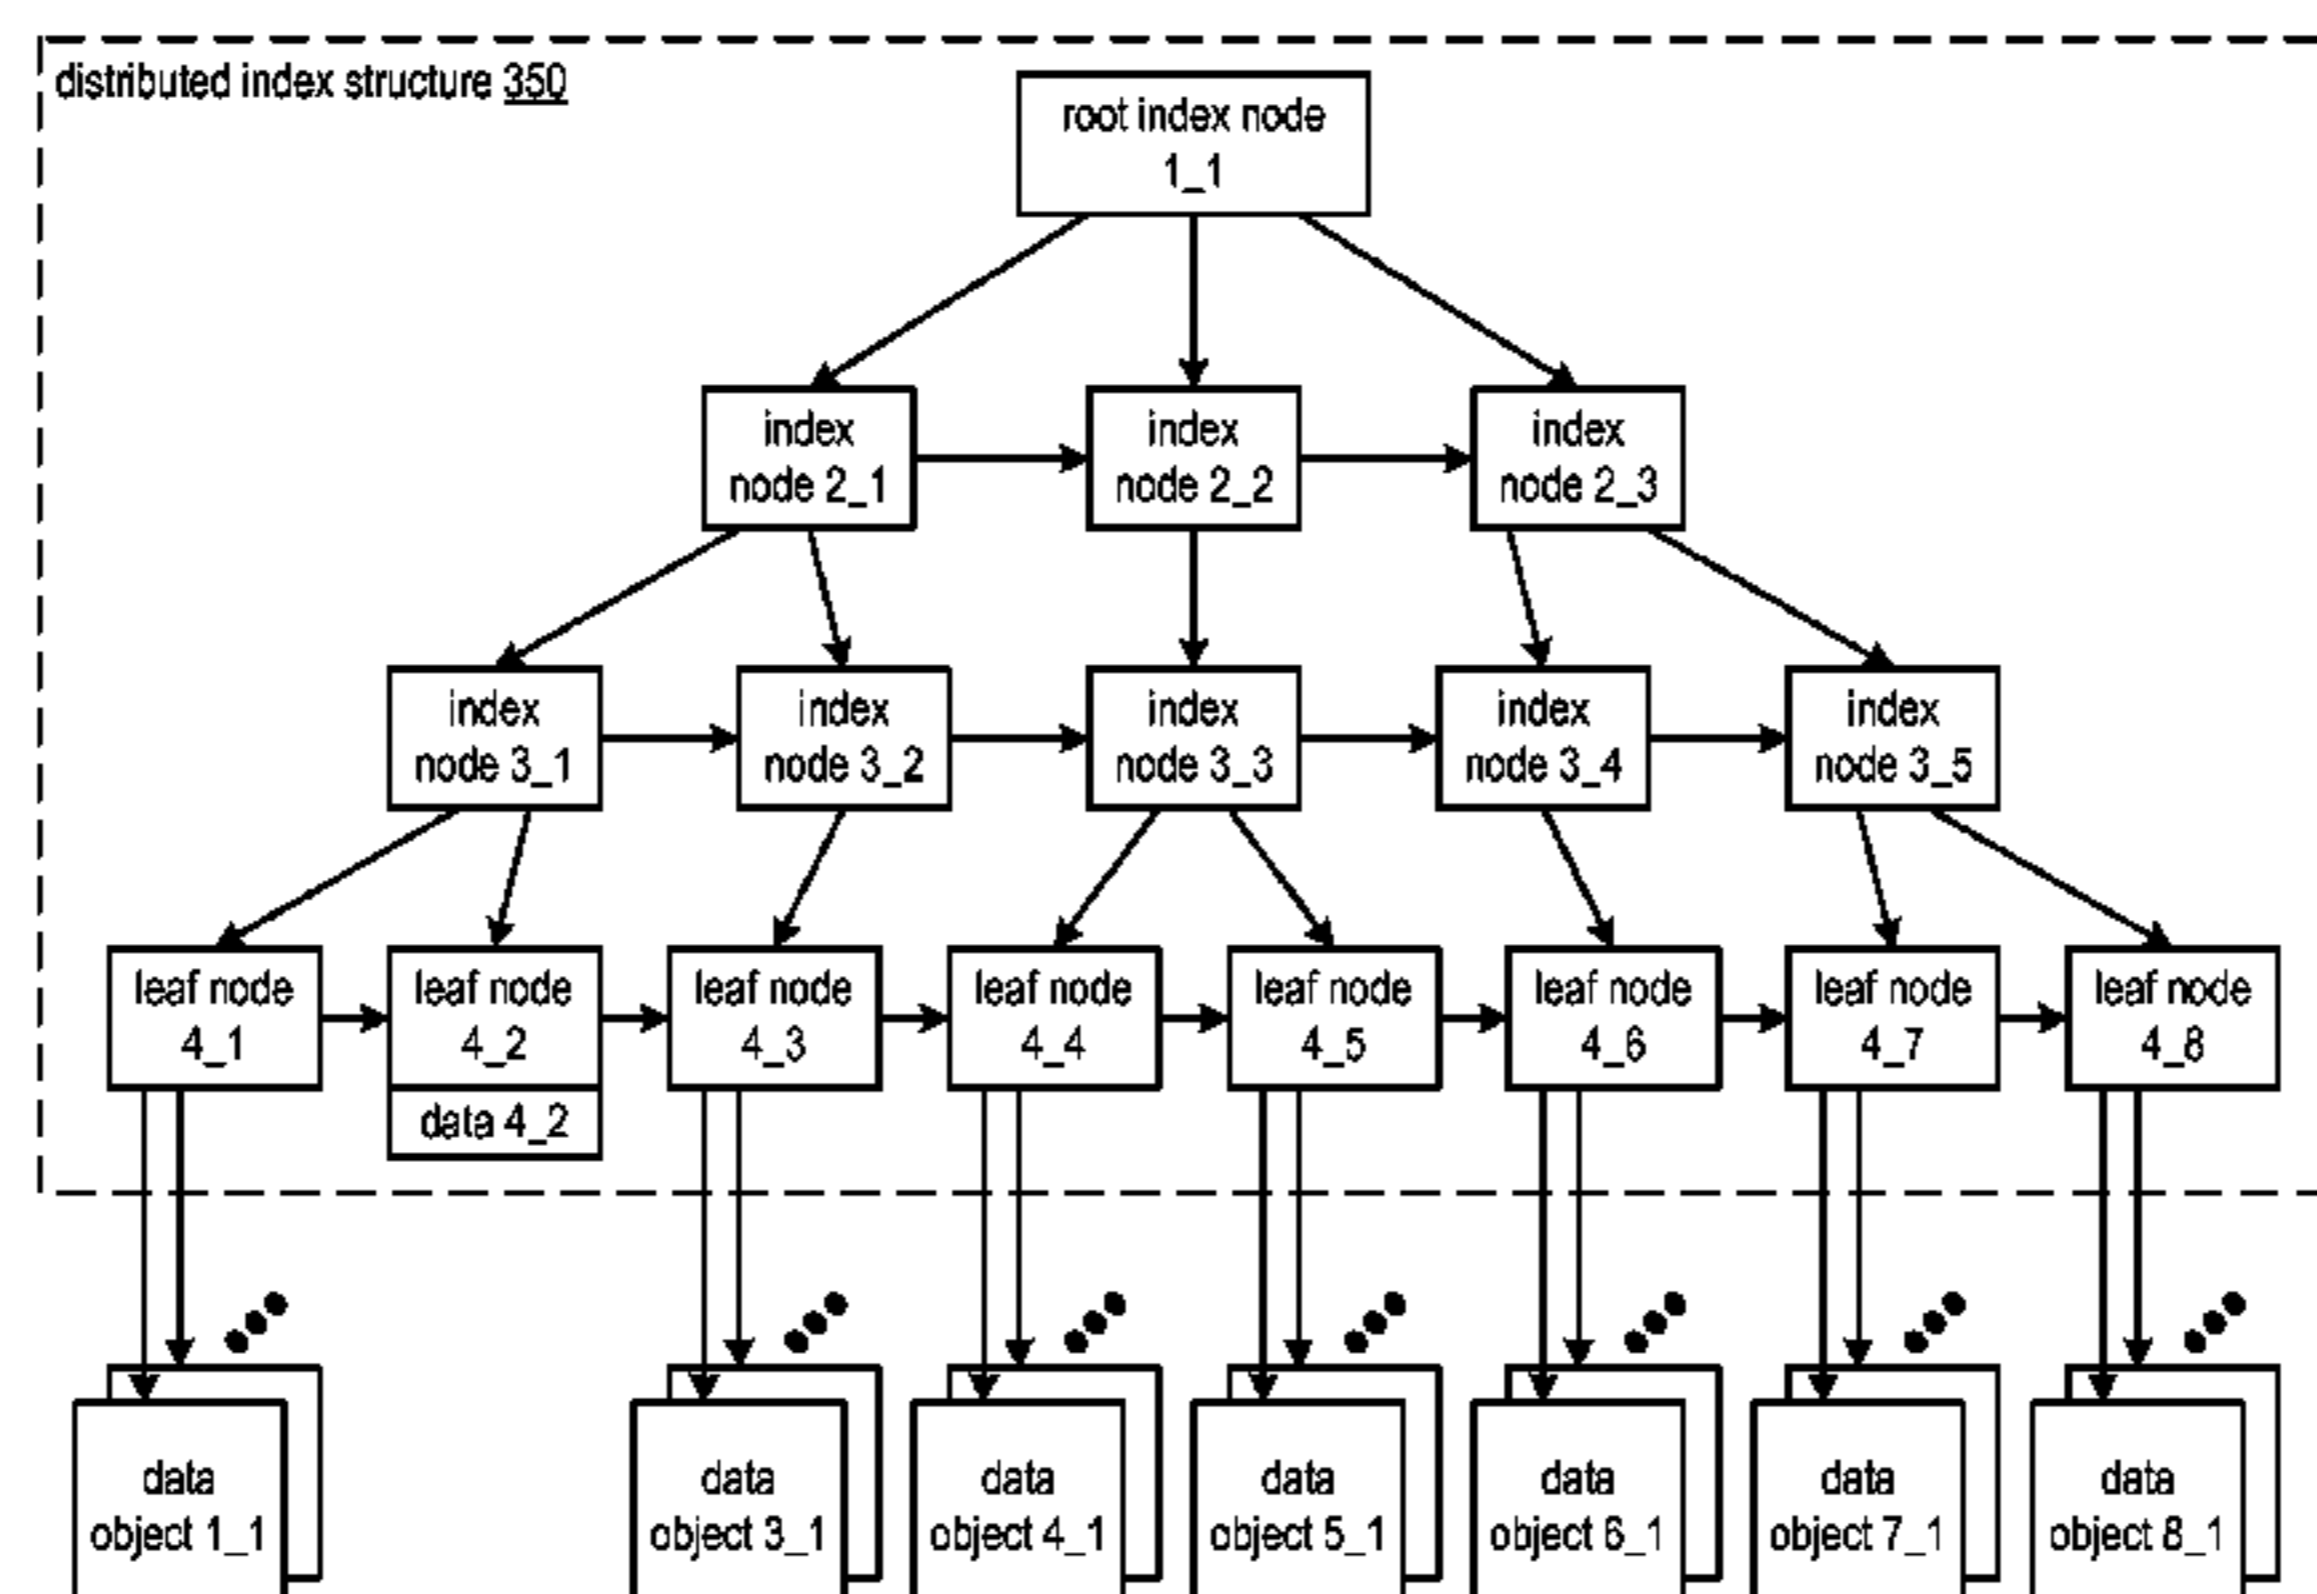 distributed index structure 350
root index node
1_1
index
node 2_1
index
node 2_2
index
node 2_3
index
node 3_1
index
node 3_2
index
node 3_3
index
node 3_4
index
node 3_5
leaf node
4_1
leaf node
4_2
data 4_2
leaf node
4_3
leaf node
4_4
leaf node
4_5
leaf node
4_6
leaf node
4_7
leaf node
4_8
data
object 1_1
data
object 3_1
data
object 4_1
data
object 5_1
data
object 6_1
data
object 7_1
data
object 8_1